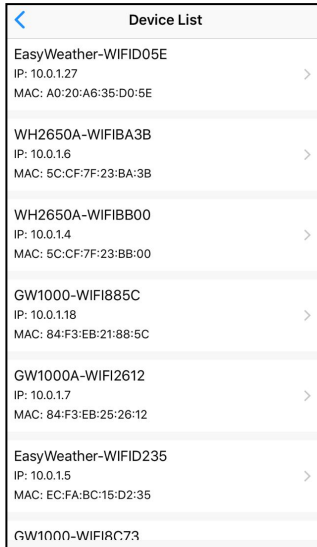 Device List
EasyWeather-WIFID05E
IP: 10.0.1.27
MAC: A0:20:A6:35:D0:5E
WH2650A-WIFIBA3B
IP: 10.0.1.6
MAC: 5C:CF:7F:23:BA:3B
WH2650A-WIFIBB00
IP: 10.0.1.4
MAC: 5C:CF:7F:23:BB:00
GW1000-WIFI885C
IP: 10.0.1.18
MAC: 84:F3:EB:21:88:5C
GW1000A-WIFI2612
IP: 10.0.1.7
MAC: 84:F3:EB:25:26:12
EasyWeather-WIFID235
IP: 10.0.1.5
MAC: EC:FA:BC:15:D2:35
GW1000-WIFI8C73